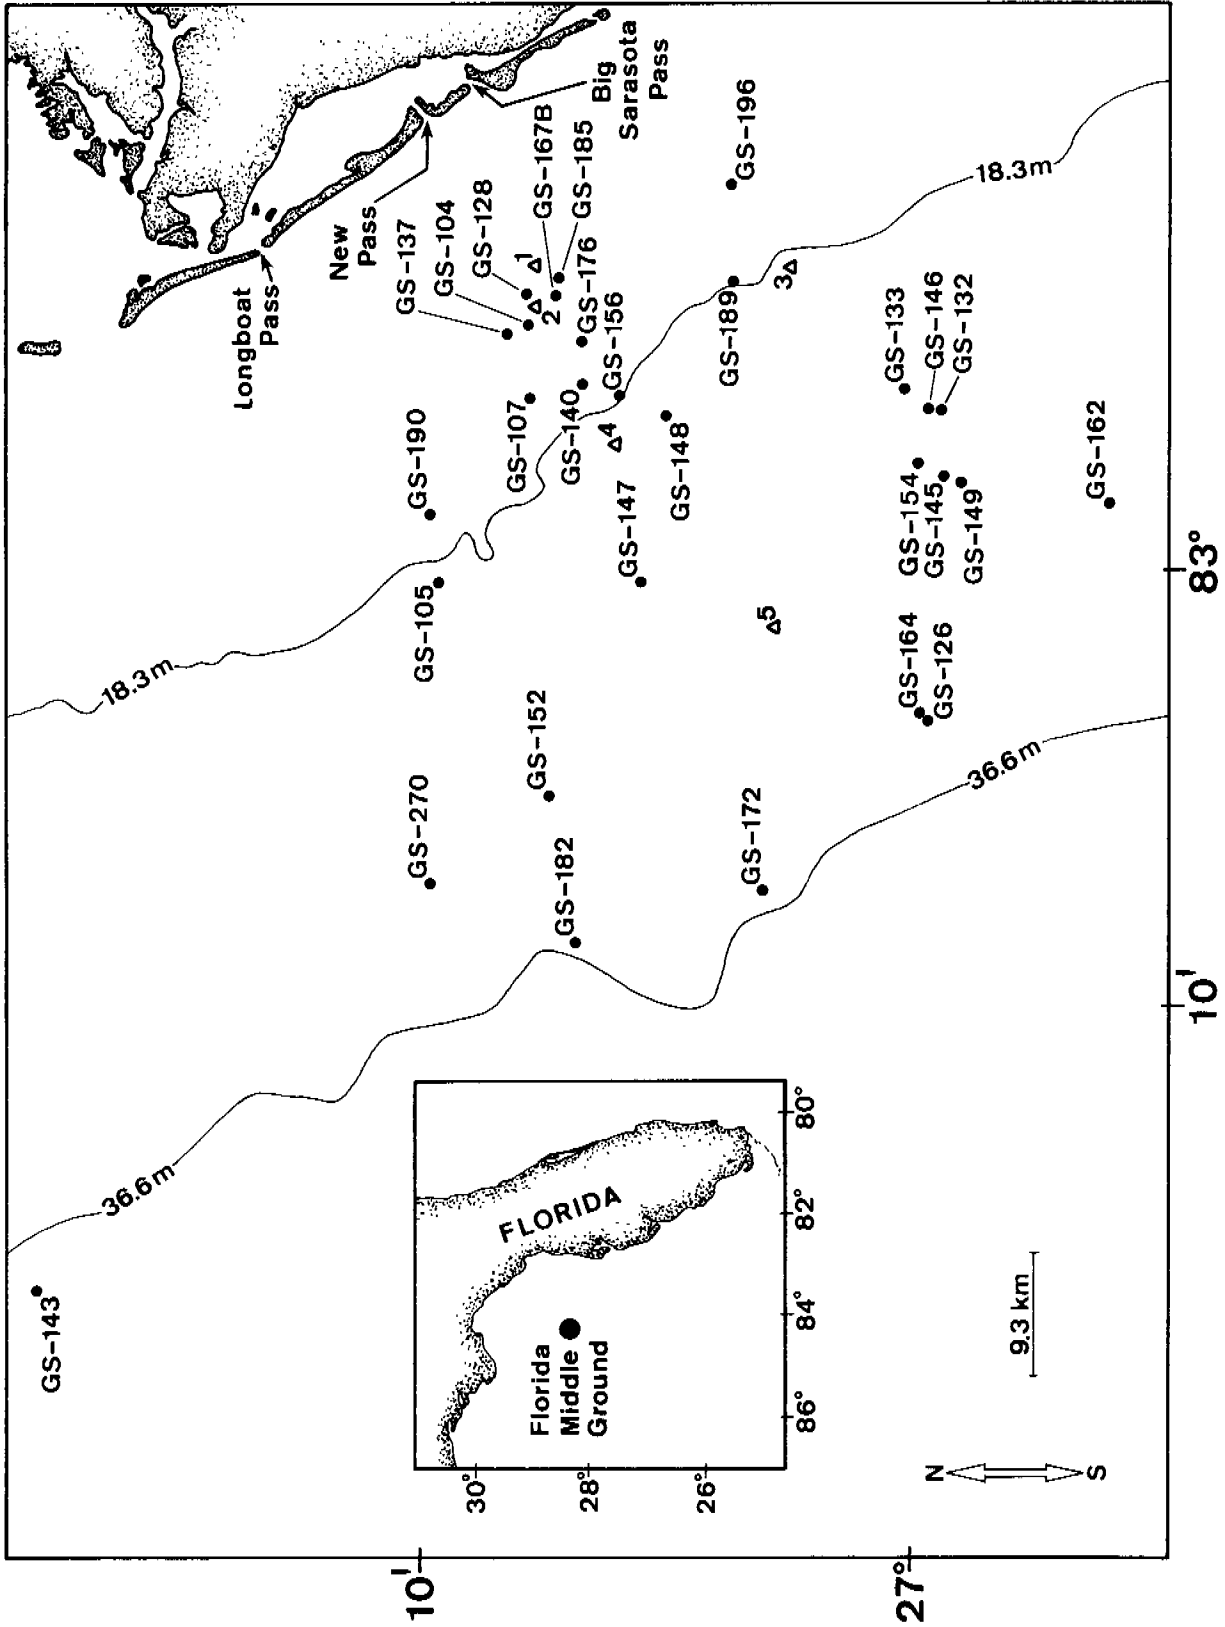 Longboat
Pass
New
Pass
Big
Sarasota
Pass
GS-137
GS-104
GS-128
GS-167B
GS-185
GS-176
GS-156
GS-196
1
2
3
4
5
18.3m
18.3m
GS-190
GS-107
GS-140
GS-189
GS-133
GS-146
GS-132
GS-105
GS-147
GS-148
GS-154
GS-145
GS-149
GS-162
GS-164
GS-126
GS-270
GS-152
GS-182
GS-172
36.6m
36.6m
GS-143
FLORIDA
Florida
Middle
Ground
30°
28°
26°
86°
84°
82°
80°
N
S
9.3 km
10'
27°
10'
83°